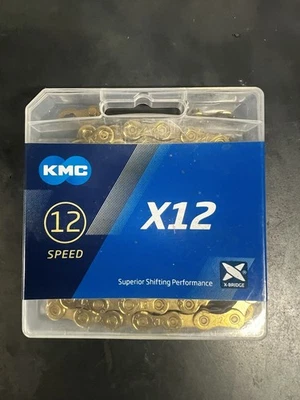 KMC
12
SPEED
X12
Superior Shifting Performance
X-BRIDGE